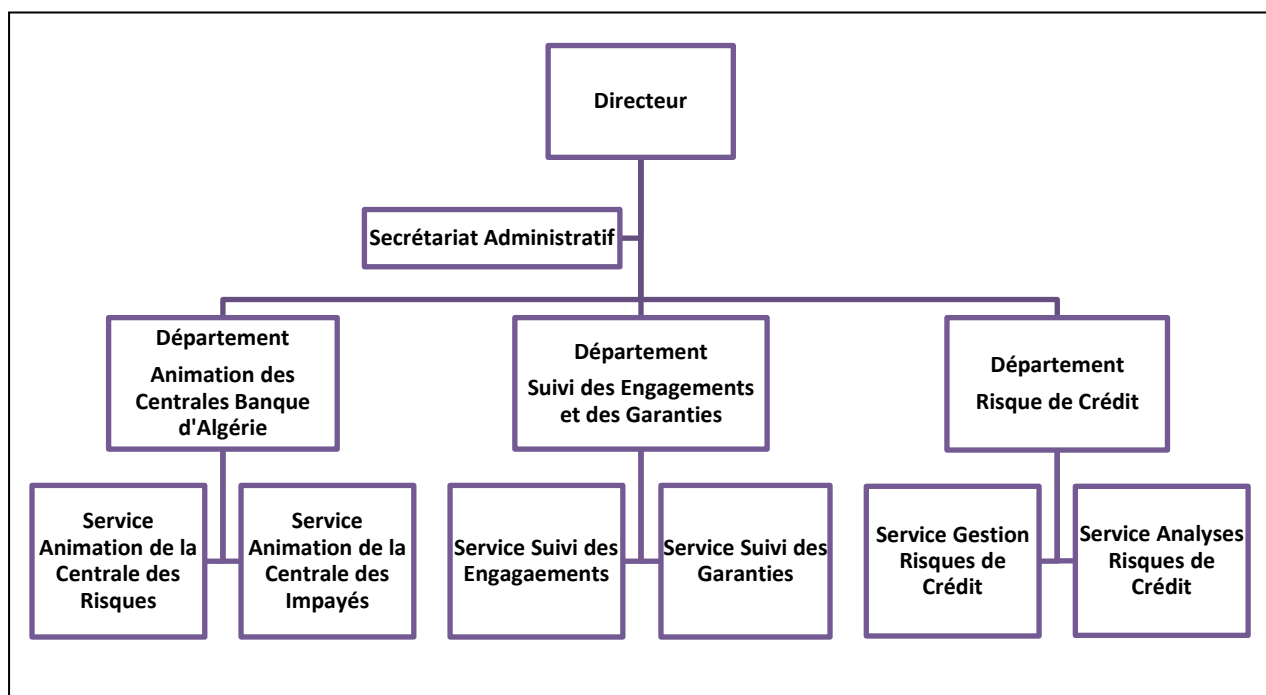 Directeur
Secrétariat Administratif
Département
Animation des
Centrales Banque
d'Algérie
Département
Suivi des Engagements
et des Garanties
Département
Risque de Crédit
Service
Animation de la
Centrale des
Risques
Service
Animation de la
Centrale des
Impayés
Service Suivi des
Engagaements
Service Suivi des
Garanties
Service Gestion
Risques de
Crédit
Service Analyses
Risques de
Crédit